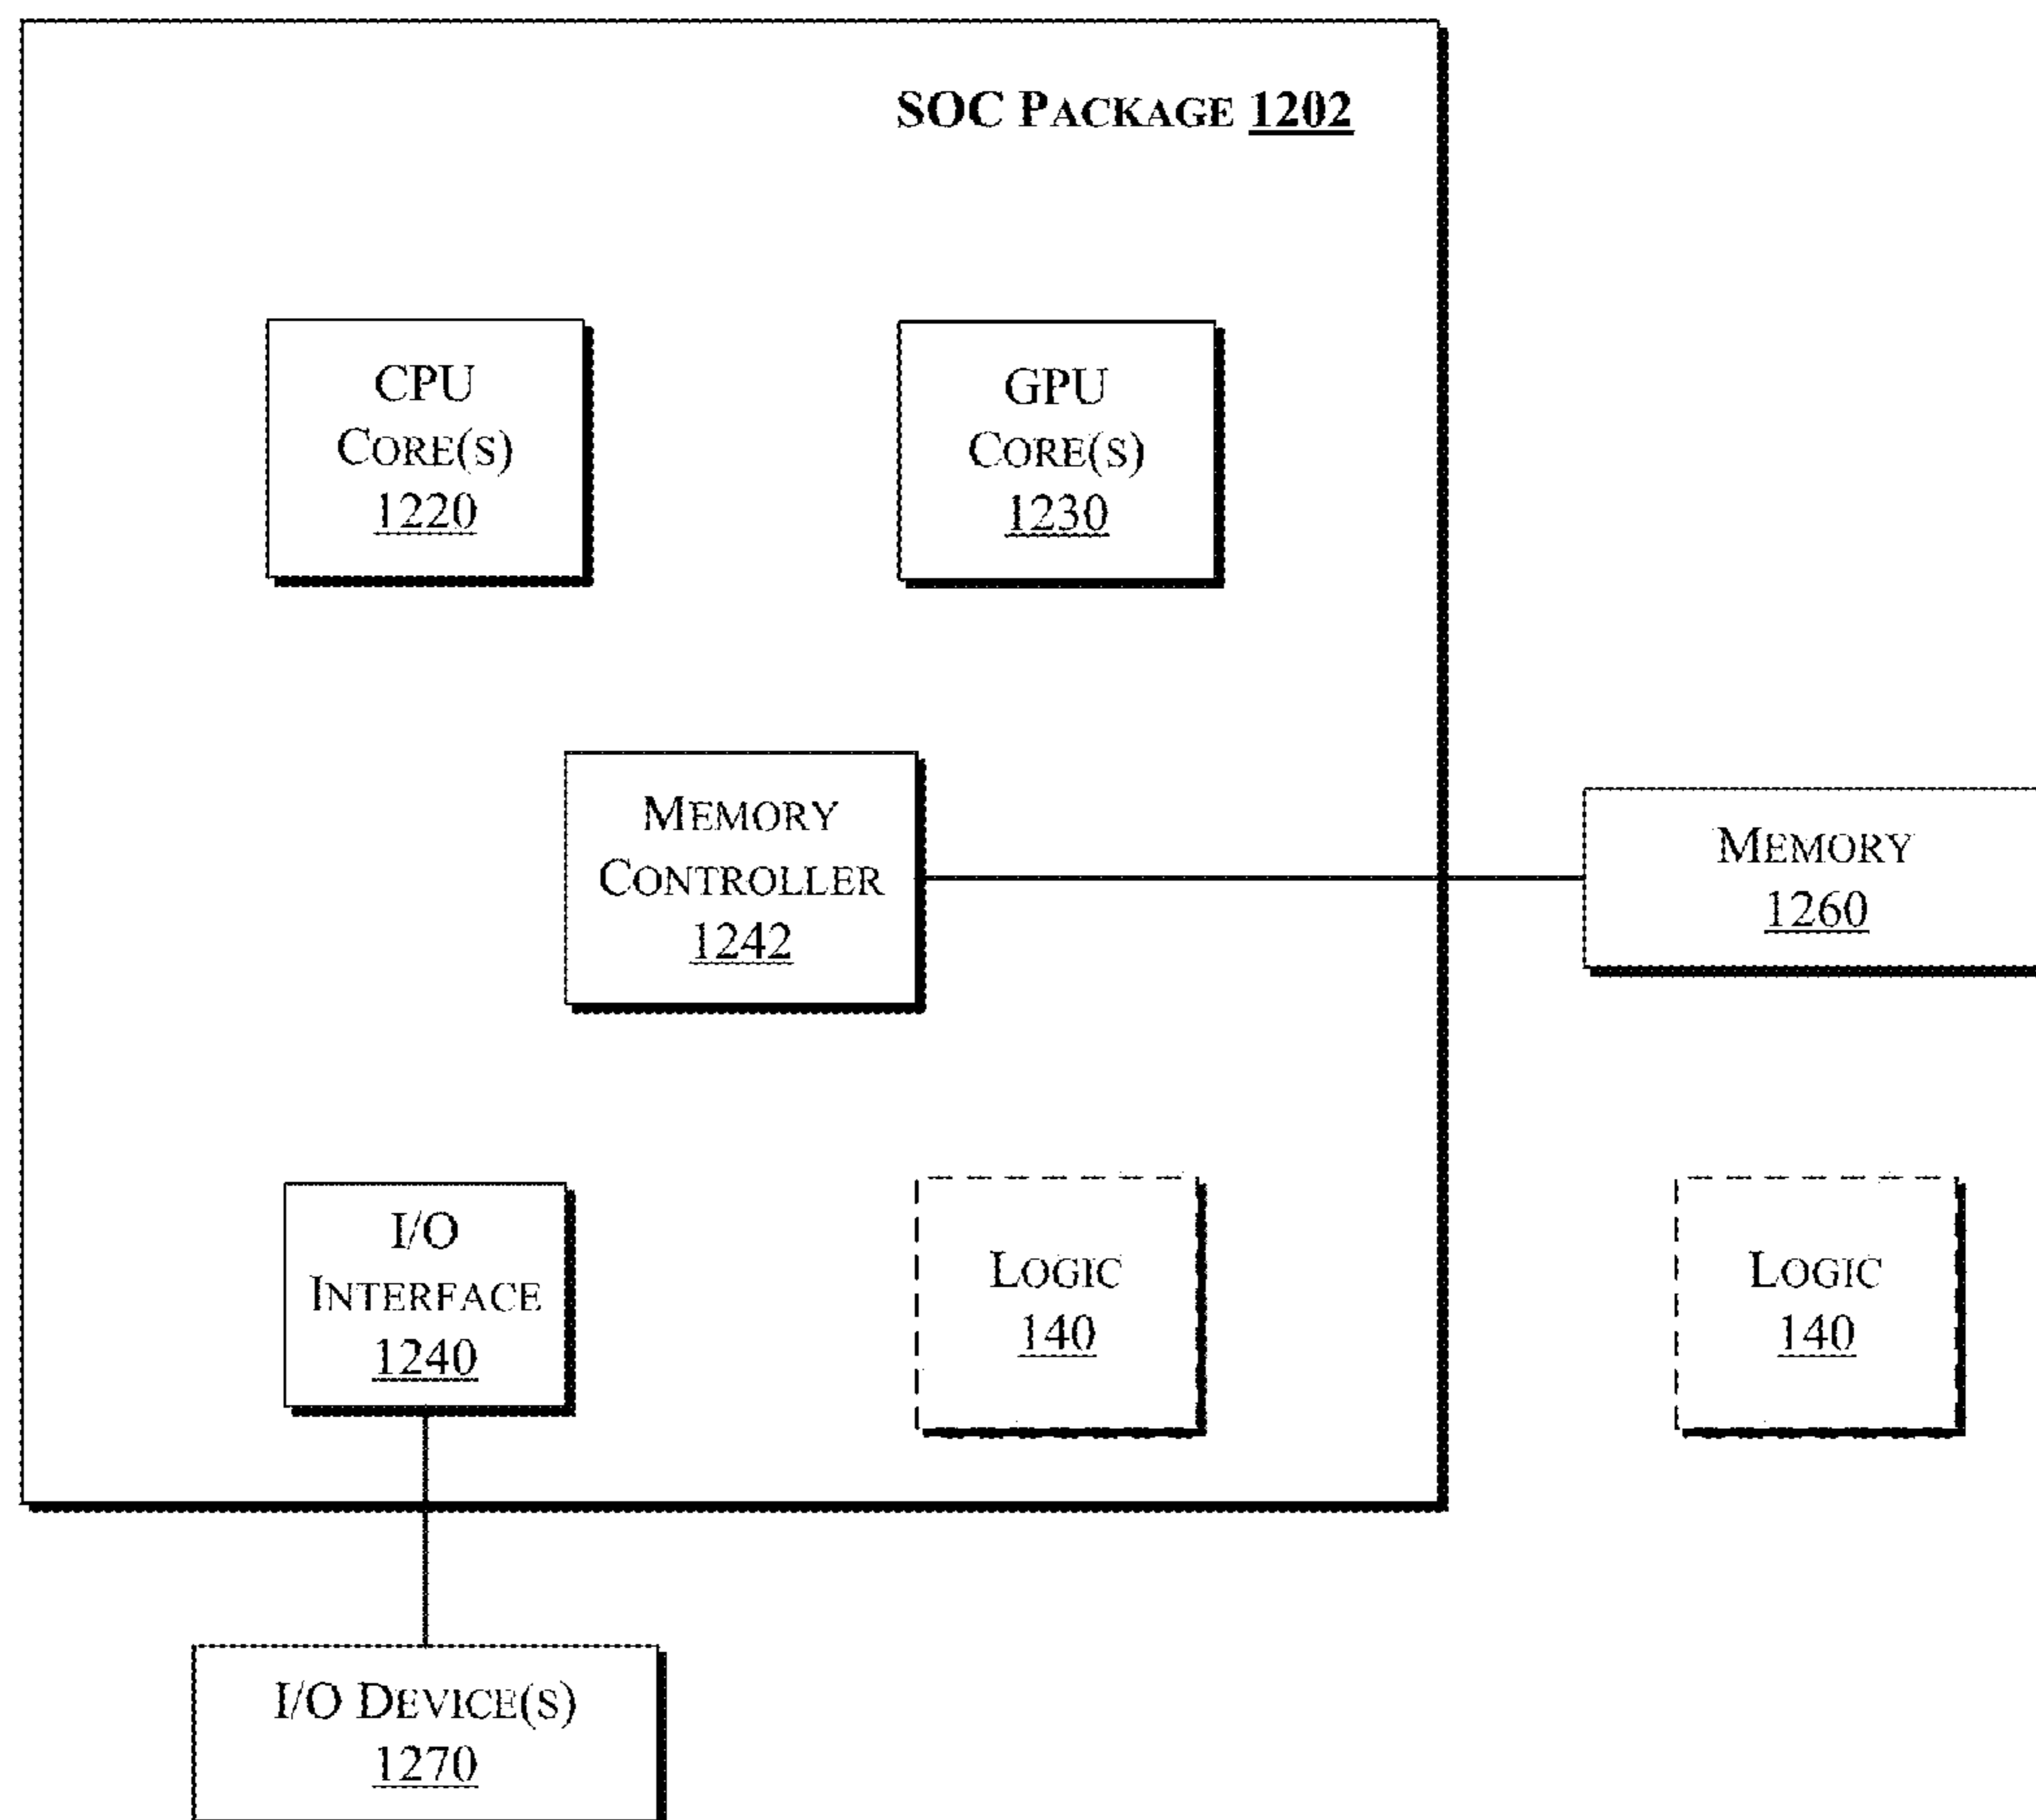 SOC PACKAGE 1202
CPU
CORE(S)
1220
GPU
CORE(S)
1230
MEMORY
CONTROLLER
1242
MEMORY
1260
I/O
INTERFACE
1240
LOGIC
140
LOGIC
140
I/O DEVICE(S)
1270